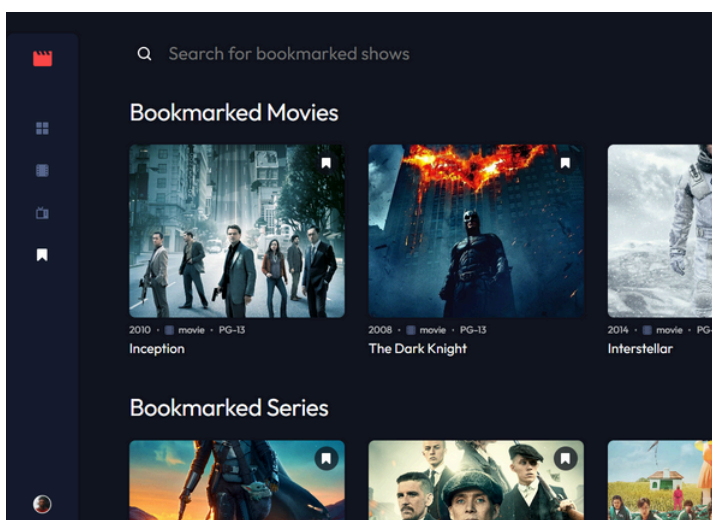 Search for bookmarked shows
Bookmarked Movies
2010 · movie · PG-13
Inception
2008 · movie · PG-13
The Dark Knight
2014 · movie · PG-
Interstellar
Bookmarked Series